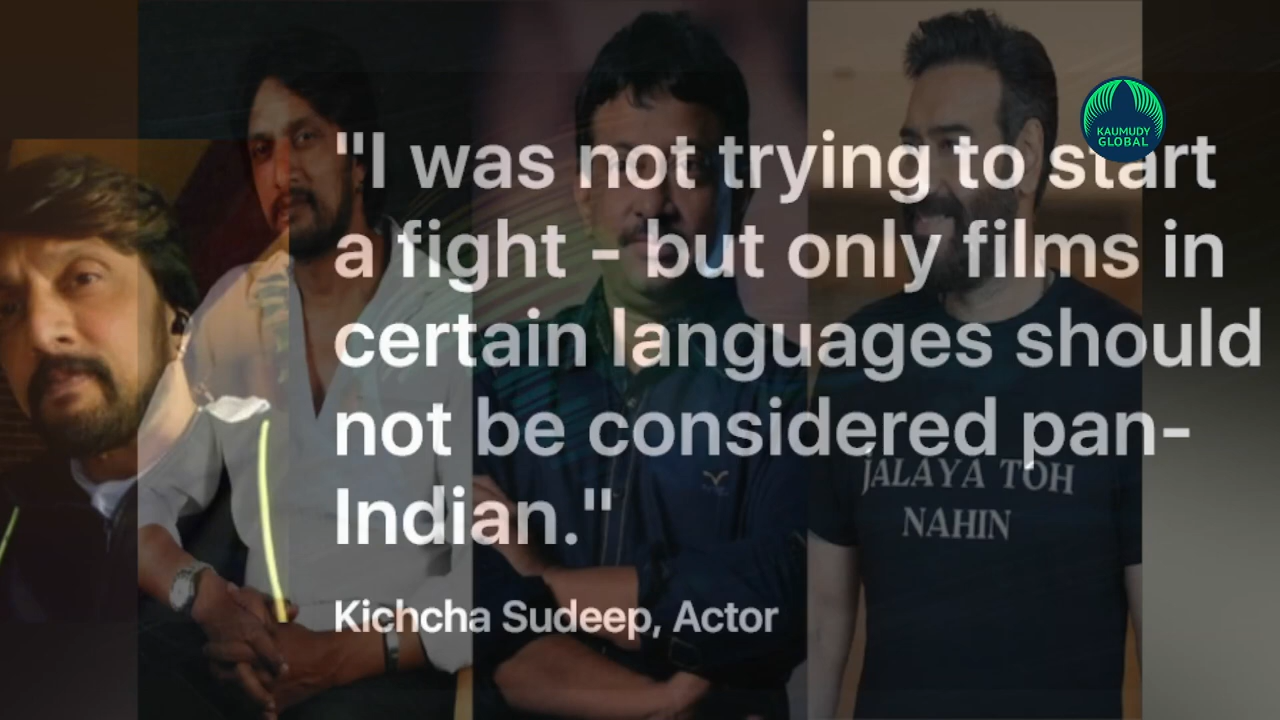 KAUMUDY
GLOBAL
"I was not trying to start
a fight - but only films in
certain languages should
not be considered pan-
Indian."
Kichcha Sudeep, Actor
JALAYA TOH
NAHIN